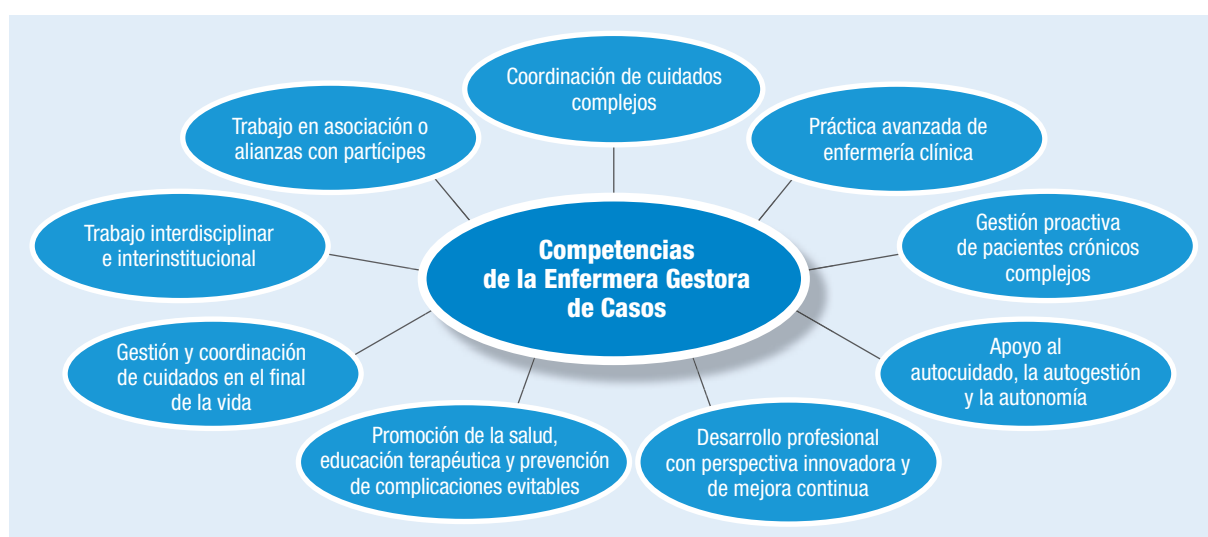 Coordinación de cuidados
complejos
Práctica avanzada de
enfermería clínica
Gestión proactiva
de pacientes crónicos
complejos
Apoyo al
autocuidado, la autogestión
y la autonomía
Desarrollo profesional
con perspectiva innovadora y
de mejora continua
Promoción de la salud,
educación terapéutica y prevención
de complicaciones evitables
Gestión y coordinación
de cuidados en el final
de la vida
Trabajo interdisciplinar
e interinstitucional
Trabajo en asociación o
alianzas con partícipes
Competencias
de la Enfermera Gestora
de Casos